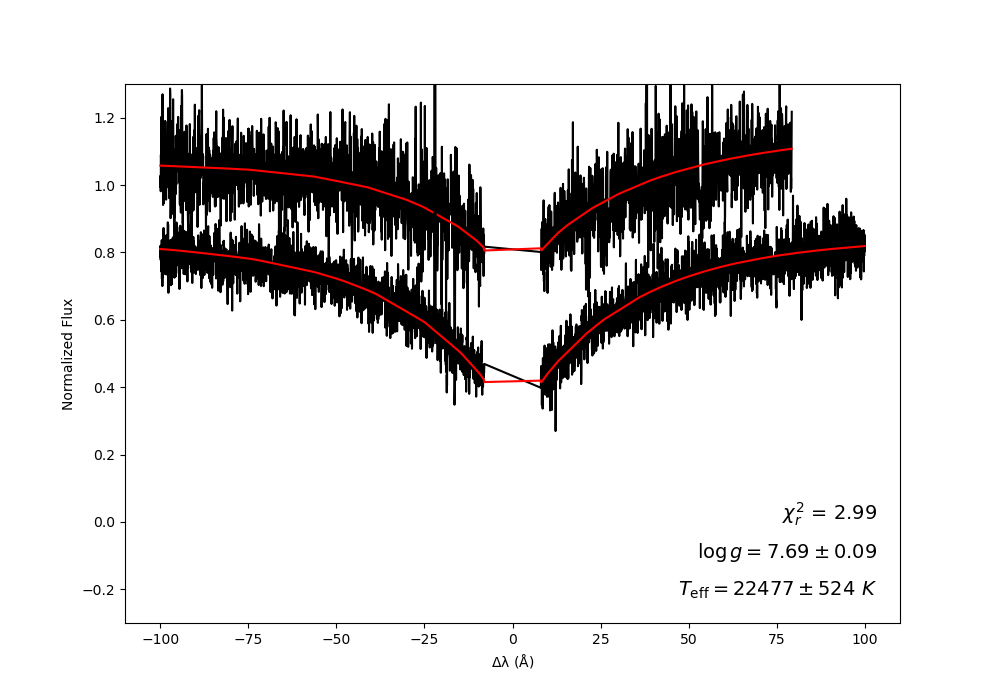 1.2
1.0
0.8
0.6
0.4
0.2
0.0
−0.2
Normalized Flux
χ²ᵣ = 2.99
log g = 7.69 ± 0.09
T_eff = 22477 ± 524 K
−100 −75 −50 −25 0 25 50 75 100
Δλ (Å)